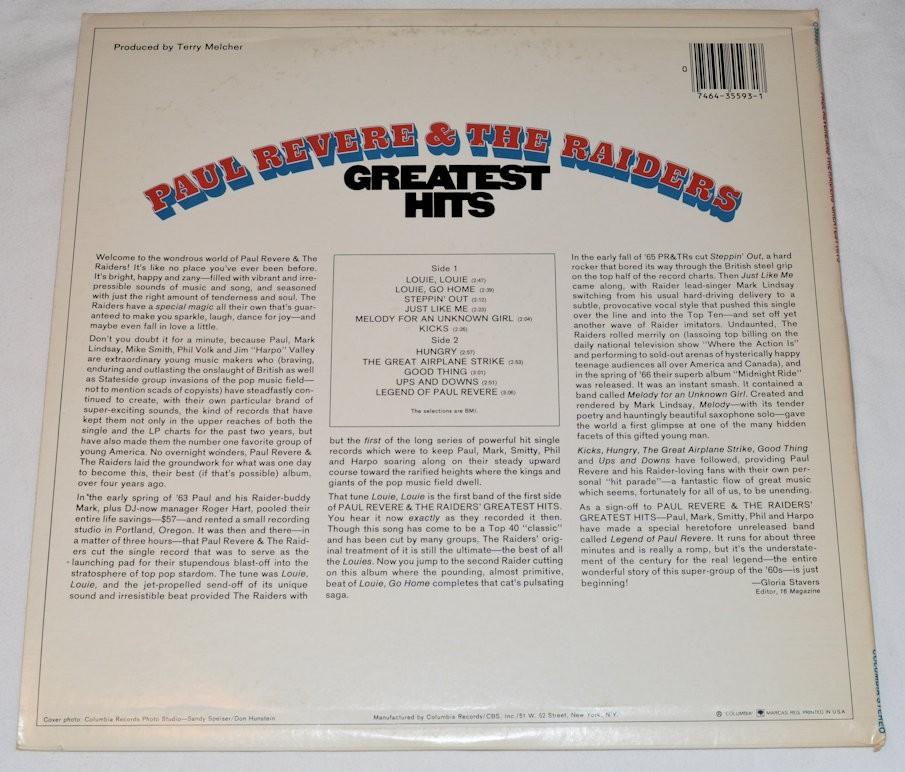 Produced by Terry Melcher
0
7464-35593-1
PAUL REVERE & THE RAIDERS
GREATEST
HITS
Welcome to the wondrous world of Paul Revere & The
Raiders! It's like no place you've ever been before.
It's bright, happy and zany—filled with vibrant and irre-
pressible sounds of music and song, and seasoned
with just the right amount of tenderness and soul. The
Raiders have a special magic all their own that's guar-
anteed to make you sparkle, laugh, dance for joy—and
maybe even fall in love a little.
Don't you doubt it for a minute, because Paul, Mark
Lindsay, Mike Smith, Phil Volk and Jim "Harpo" Valley
are extraordinary young music makers who (braving,
enduring and outlasting the onslaught of British as well
as Stateside group invasions of the pop music field—
not to mention scads of copyists) have steadfastly con-
tinued to create, with their own particular brand of
super-exciting sounds, the kind of records that have
kept them not only in the upper reaches of both the
single and the LP charts for the past two years, but
have also made them the number one favorite group of
young America. No overnight wonders, Paul Revere &
The Raiders laid the groundwork for what was one day
to become this, their best (if that's possible) album,
over four years ago.
In the early spring of '63 Paul and his Raider-buddy
Mark, plus DJ-now manager Roger Hart, pooled their
entire life savings—$57—and rented a small recording
studio in Portland, Oregon. It was then and there—in
a matter of three hours—that Paul Revere & The Raid-
ers cut the single record that was to serve as the
launching pad for their stupendous blast-off into the
stratosphere of top pop stardom. The tune was Louie,
Louie, and the jet-propelled send-off of its unique
sound and irresistible beat provided The Raiders with
Side 1
LOUIE, LOUIE (2:47)
LOUIE, GO HOME (2:39)
STEPPIN' OUT (2:12)
JUST LIKE ME (2:23)
MELODY FOR AN UNKNOWN GIRL (2:04)
KICKS (2:26)
Side 2
HUNGRY (2:57)
THE GREAT AIRPLANE STRIKE (2:53)
GOOD THING (3:01)
UPS AND DOWNS (2:51)
LEGEND OF PAUL REVERE (3:06)
The selections are BMI.
but the first of the long series of powerful hit single
records which were to keep Paul, Mark, Smitty, Phil
and Harpo soaring along on their steady upward
course toward the rarified heights where the kings and
giants of the pop music field dwell.
That tune Louie, Louie is the first band of the first side
of PAUL REVERE & THE RAIDERS' GREATEST HITS.
You hear it now exactly as they recorded it then.
Though this song has come to be a Top 40 "classic"
and has been cut by many groups, The Raiders' orig-
inal treatment of it is still the ultimate—the best of all
the Louies. Now you jump to the second Raider cutting
on this album where the pounding, almost primitive,
beat of Louie, Go Home completes that cat's pulsating
saga.
In the early fall of '65 PR&TRs cut Steppin' Out, a hard
rocker that bored its way through the British steel grip
on the top half of the record charts. Then Just Like Me
came along, with Raider lead-singer Mark Lindsay
switching from his usual hard-driving delivery to a
subtle, provocative vocal style that pushed this single
over the line and into the Top Ten—and set off yet
another wave of Raider imitators. Undaunted, The
Raiders rolled merrily on (lassoing top billing on the
daily national television show "Where the Action Is"
and performing to sold-out arenas of hysterically happy
teenage audiences all over America and Canada), and
in the spring of '66 their superb album "Midnight Ride"
was released. It was an instant smash. It contained a
band called Melody for an Unknown Girl. Created and
rendered by Mark Lindsay, Melody—with its tender
poetry and hauntingly beautiful saxophone solo—gave
the world a first glimpse at one of the many hidden
facets of this gifted young man.
Kicks, Hungry, The Great Airplane Strike, Good Thing
and Ups and Downs have followed, providing Paul
Revere and his Raider-loving fans with their own per-
sonal "hit parade"—a fantastic flow of great music
which seems, fortunately for all of us, to be unending.
As a sign-off to PAUL REVERE & THE RAIDERS'
GREATEST HITS—Paul, Mark, Smitty, Phil and Harpo
have made a special heretofore unreleased band
called Legend of Paul Revere. It runs for about three
minutes and is really a romp, but it's the understate-
ment of the century for the real legend—the entire
wonderful story of this super-group of the '60s—is just
beginning!
—Gloria Stavers
Editor, 16 Magazine
Cover photo: Columbia Records Photo Studio—Sandy Speiser/Don Hunstein
Manufactured by Columbia Records/CBS, Inc./51 W. 52 Street, New York, N.Y.
® "COLUMBIA" MARCAS REG. PRINTED IN U.S.A.